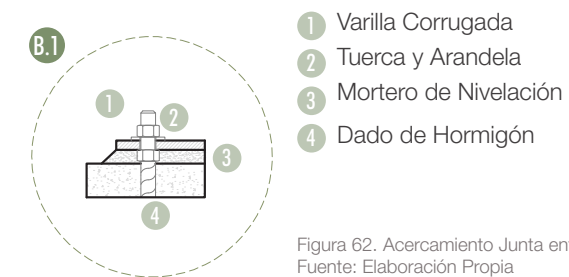 B.1
1
2
3
4
1 Varilla Corrugada
2 Tuerca y Arandela
3 Mortero de Nivelación
4 Dado de Hormigón
Figura 62. Acercamiento Junta en
Fuente: Elaboración Propia